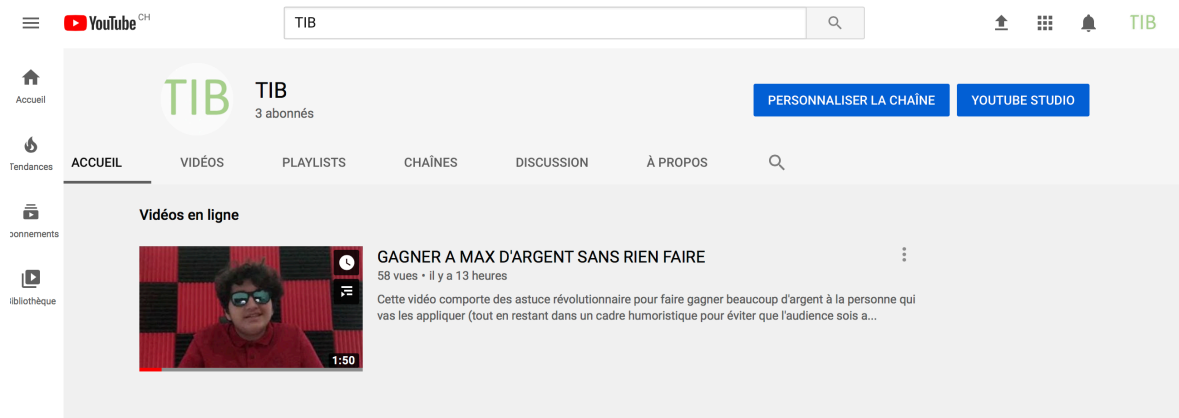 YouTube CH
TIB
TIB
Accueil
Tendances
bonnements
ibliothèque
TIB
TIB
3 abonnés
PERSONNALISER LA CHAÎNE
YOUTUBE STUDIO
ACCUEIL VIDÉOS PLAYLISTS CHAÎNES DISCUSSION À PROPOS
Vidéos en ligne
1:50
GAGNER A MAX D'ARGENT SANS RIEN FAIRE
58 vues • il y a 13 heures
Cette vidéo comporte des astuce révolutionnaire pour faire gagner beaucoup d'argent à la personne qui
vas les appliquer (tout en restant dans un cadre humoristique pour éviter que l'audience sois a...